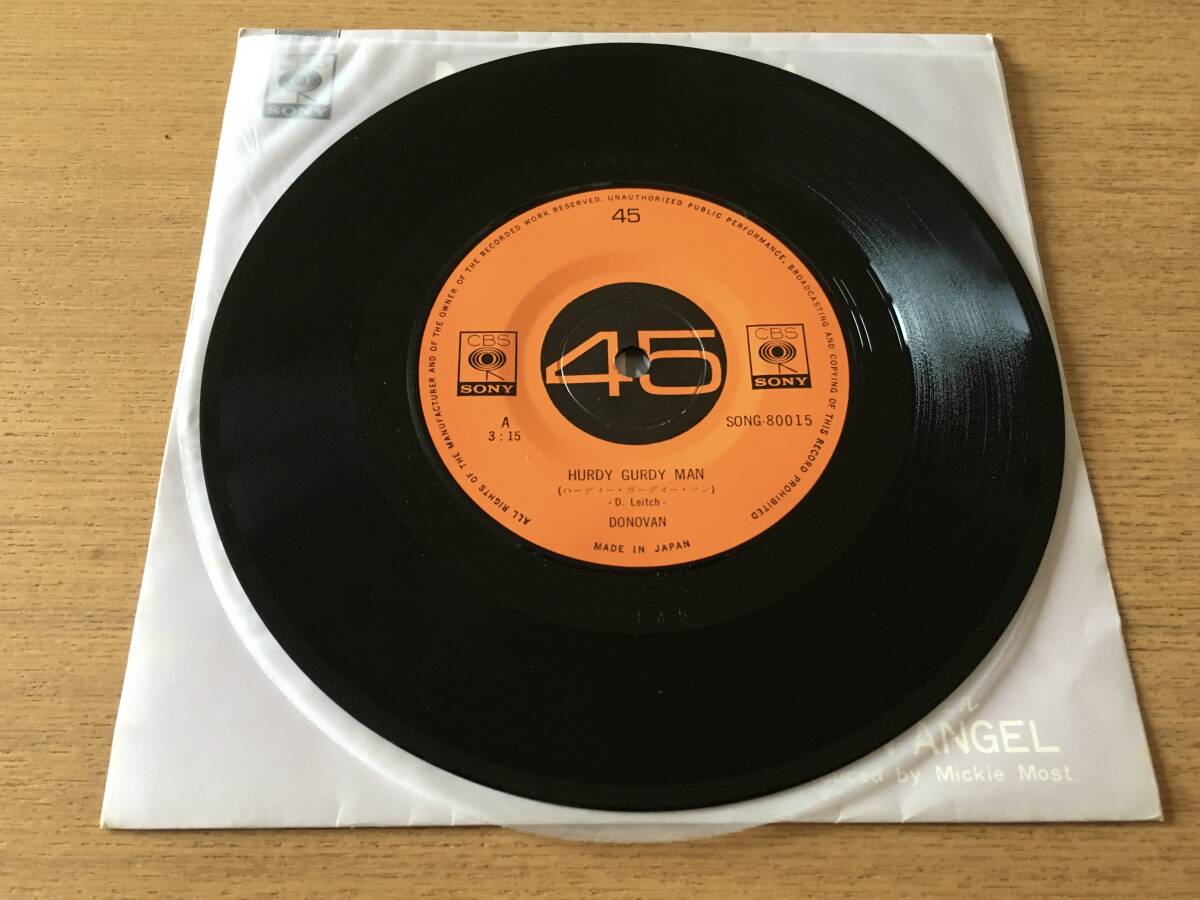 SONY
45
ALL RIGHTS OF THE MANUFACTURER AND OF THE OWNER OF THE RECORDED WORK RESERVED. UNAUTHORIZED PUBLIC PERFORMANCE, BROADCASTING AND COPYING OF THIS RECORD PROHIBITED
CBS
SONY
45
CBS
SONY
A
3:15
SONG-80015
HURDY GURDY MAN
(ハーディー・ガーディー・マン)
- D. Leitch -
DONOVAN
MADE IN JAPAN
ANGEL
by Mickie Most